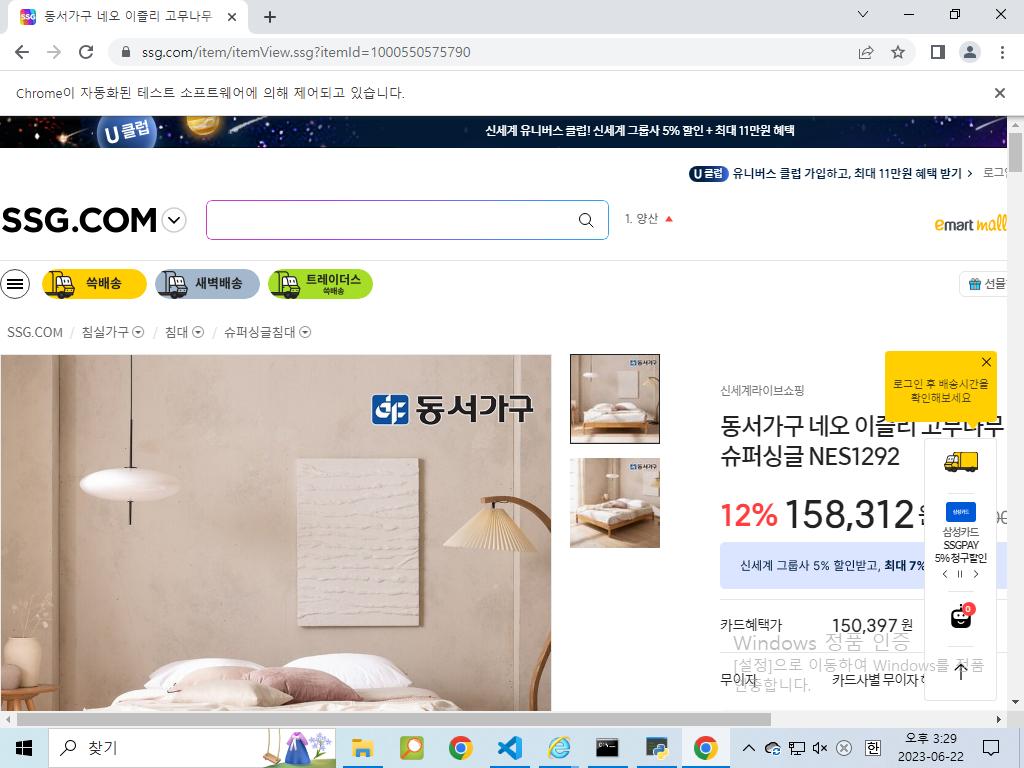 SSG 동서가구 네오 이즐리 고무나무
ssg.com/item/itemView.ssg?itemId=1000550575790
Chrome이 자동화된 테스트 소프트웨어에 의해 제어되고 있습니다.
U클럽
신세계 유니버스 클럽! 신세계 그룹사 5% 할인 + 최대 11만원 혜택
U클럽 유니버스 클럽 가입하고, 최대 11만원 혜택 받기 >
SSG.COM
1. 양산
emart mall
쓱배송
새벽배송
트레이더스
쓱배송
선물
SSG.COM / 침실가구 / 침대 / 슈퍼싱글침대
동서가구
동서가구
동서가구
신세계라이브쇼핑
로그인 후 배송시간을
확인해보세요
동서가구 네오 이즐리 고무나무
슈퍼싱글 NES1292
12% 158,312
신세계 그룹사 5% 할인받고, 최대 7%
삼성카드
삼성카드
SSGPAY
5% 청구할인
0
카드혜택가 150,397 원
무이자 카드사별 무이자
Windows 정품 인증
[설정]으로 이동하여 Windows를 정품
인증합니다.
찾기
한
오후 3:29
2023-06-22